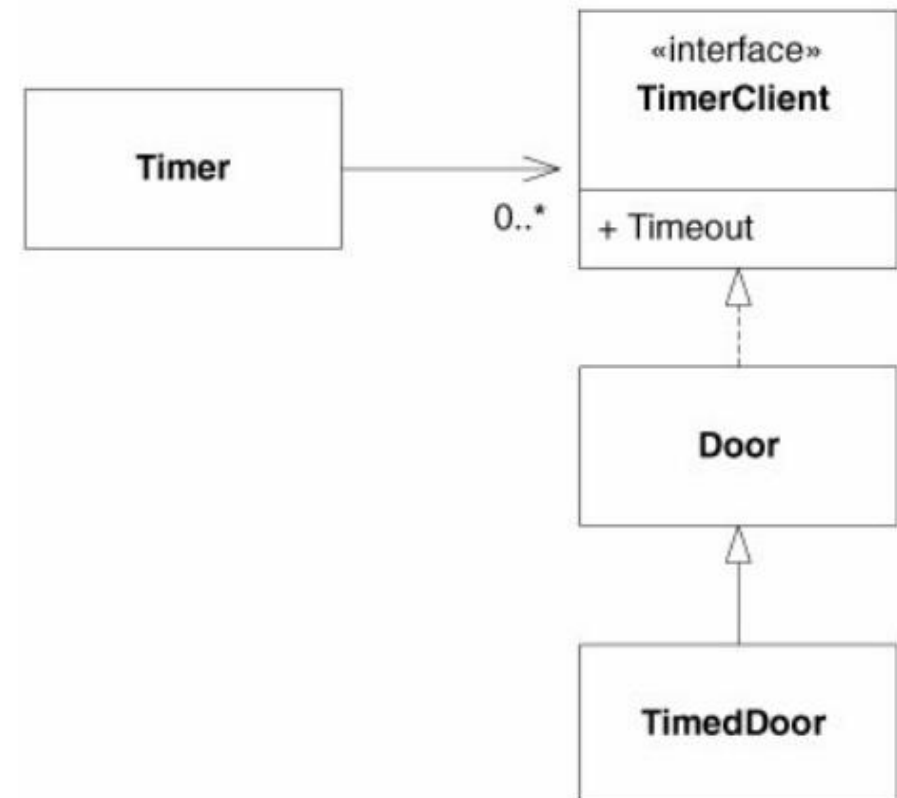 «interface»
TimerClient
Timer
0..*
+ Timeout
Door
TimedDoor